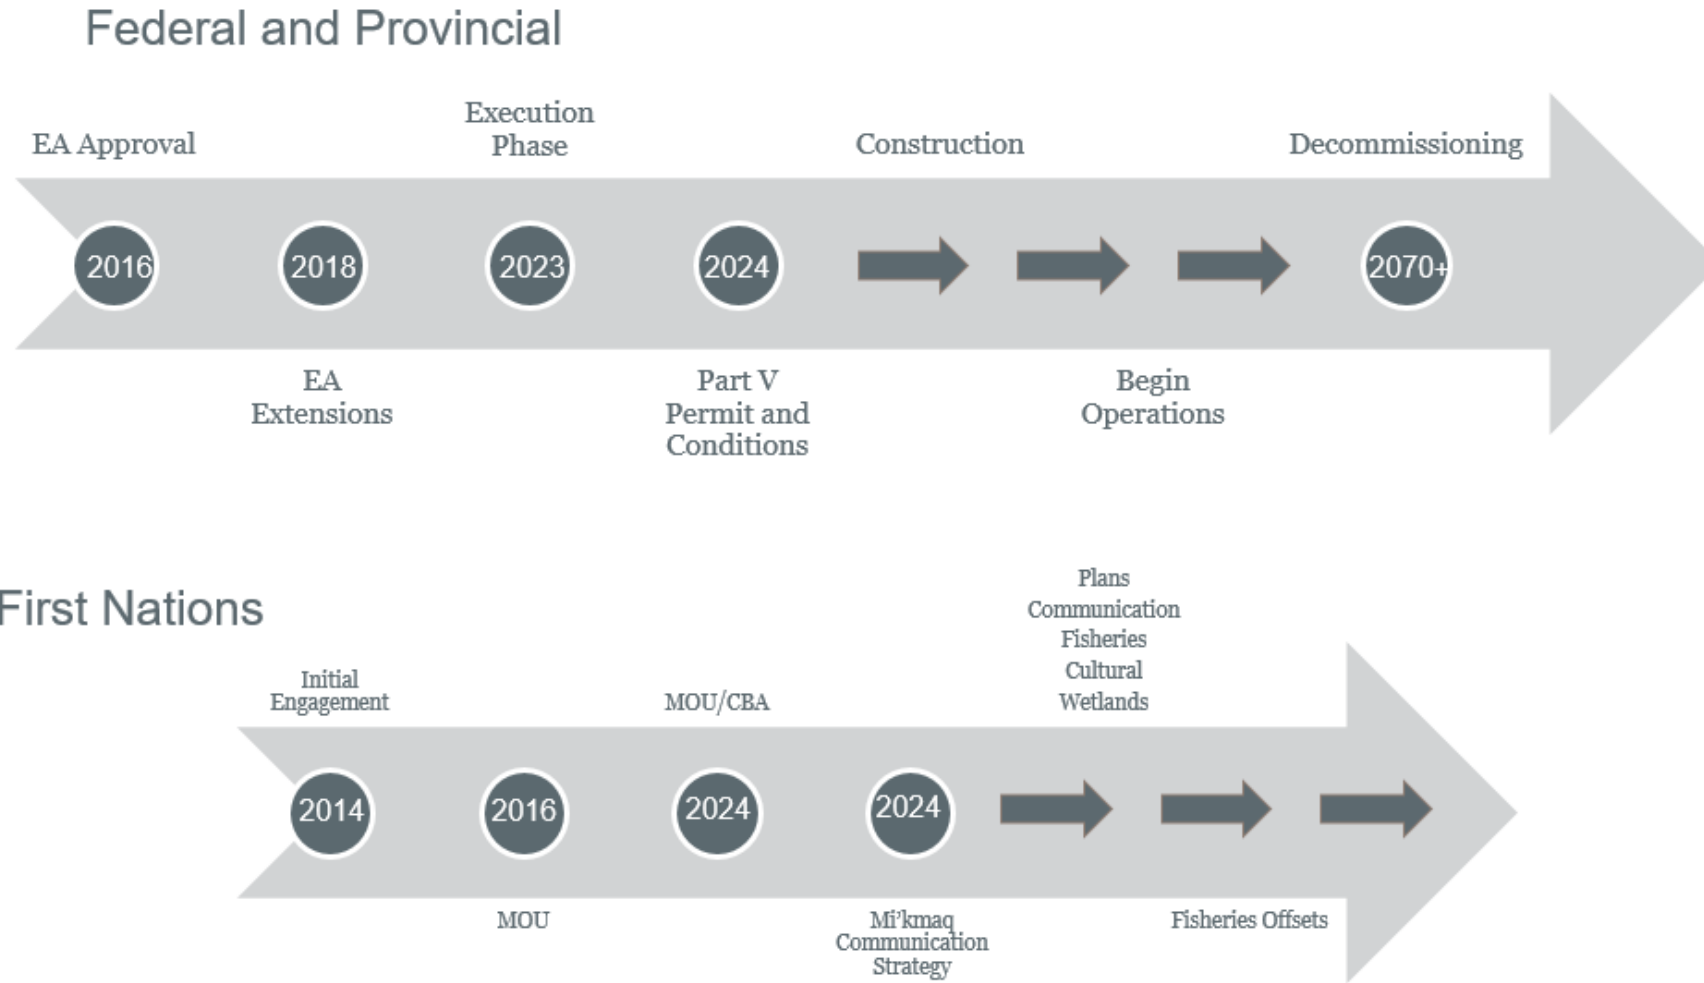 Federal and Provincial
EA Approval
Execution
Phase
Construction
Decommissioning
2016
2018
2023
2024
2070+
EA
Extensions
Part V
Permit and
Conditions
Begin
Operations
First Nations
Initial
Engagement
MOU/CBA
Plans
Communication
Fisheries
Cultural
Wetlands
2014
2016
2024
2024
MOU
Mi’kmaq
Communication
Strategy
Fisheries Offsets